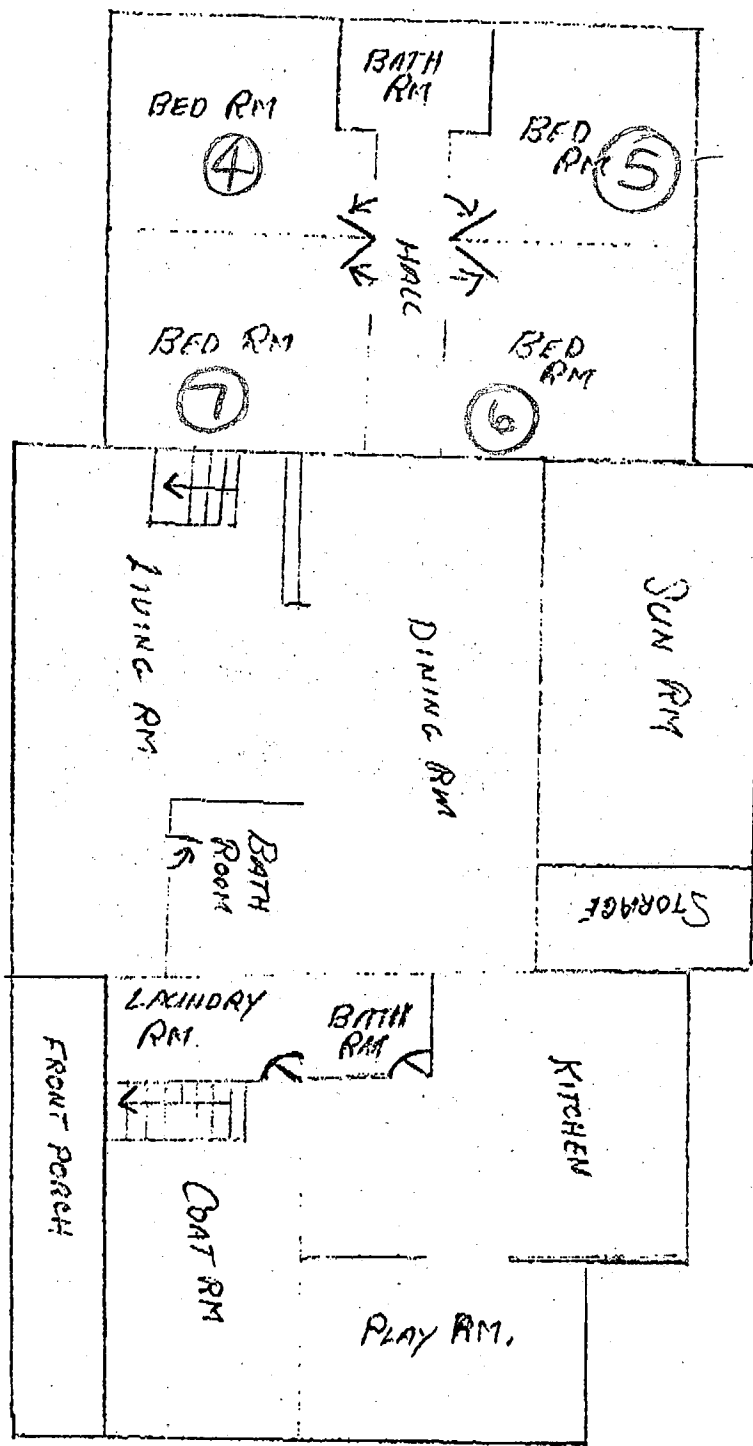 BATH
RM
BED RM
4
BED
RM
5
HALL
BED RM
7
BED
RM
6
LIVING RM
DINING RM
SUN RM
BATH
ROOM
STORAGE
LAUNDRY
RM.
BATH
RM
KITCHEN
FRONT PORCH
COAT RM
PLAY RM.